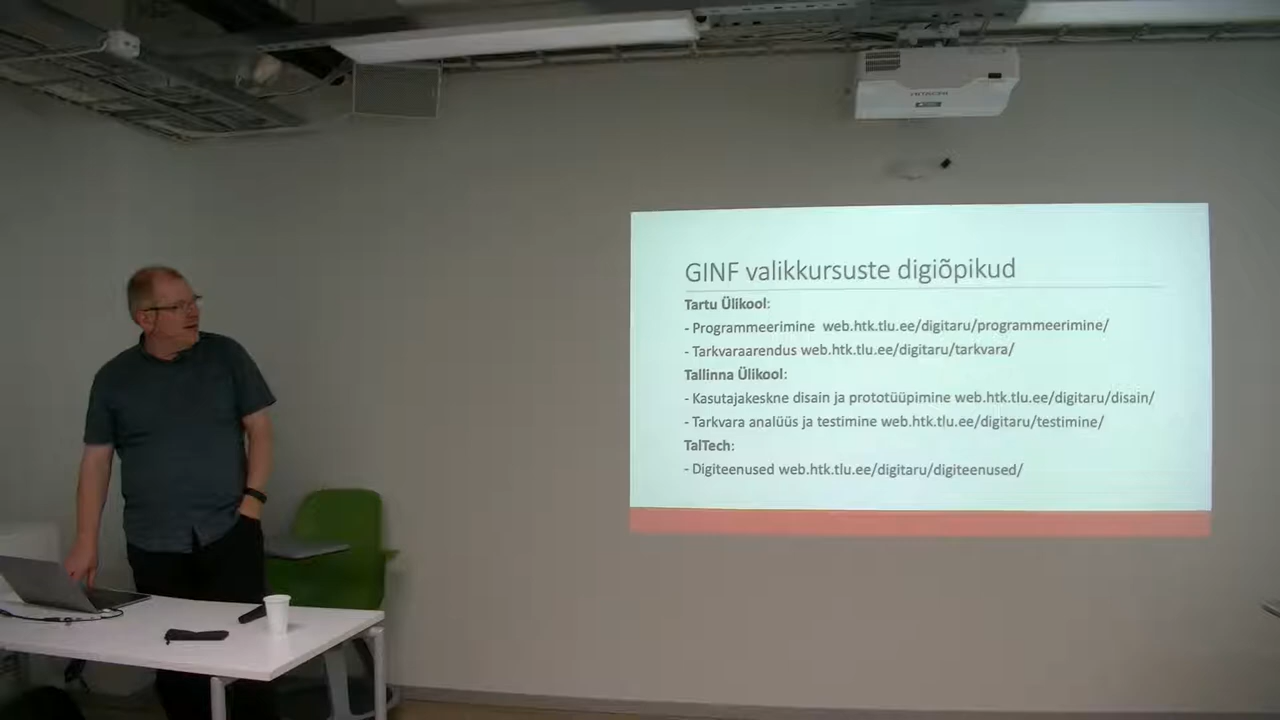 HITACHI
GINF valikkursuste digiõpikud
Tartu Ülikool:
- Programmeerimine web.htk.tlu.ee/digitaru/programmeerimine/
- Tarkvaraarendus web.htk.tlu.ee/digitaru/tarkvara/
Tallinna Ülikool:
- Kasutajakeskne disain ja prototüüpimine web.htk.tlu.ee/digitaru/disain/
- Tarkvara analüüs ja testimine web.htk.tlu.ee/digitaru/testimine/
TalTech:
- Digiteenused web.htk.tlu.ee/digitaru/digiteenused/